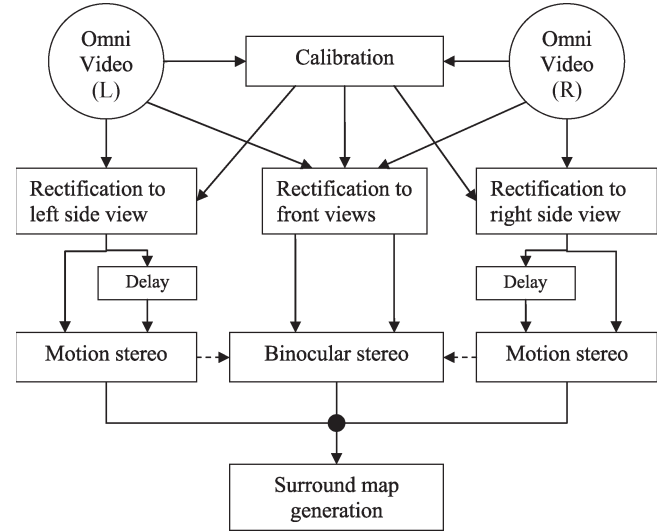 Omni
Video
(L)
Calibration
Omni
Video
(R)
Rectification to
left side view
Rectification to
front views
Rectification to
right side view
Delay
Delay
Motion stereo
Binocular stereo
Motion stereo
Surround map
generation